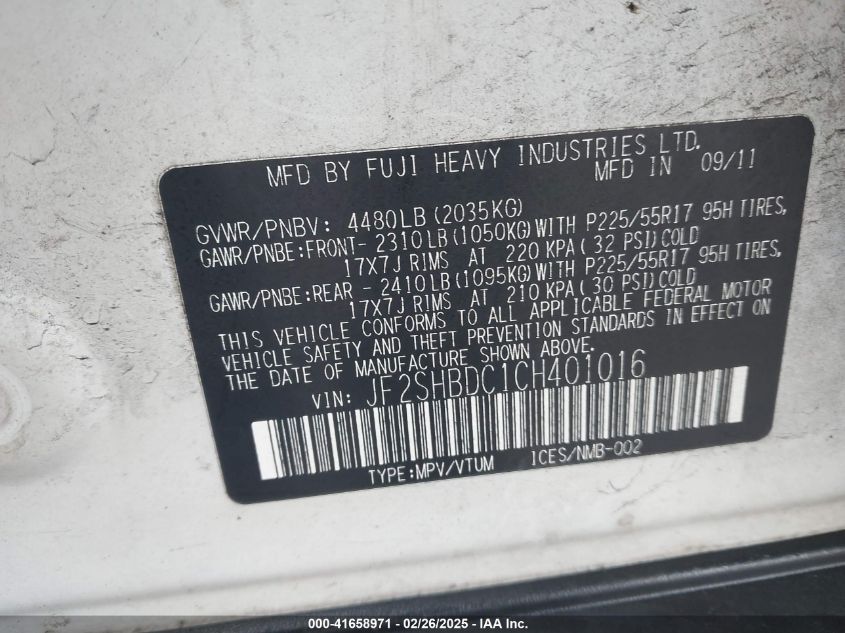 MFD BY FUJI HEAVY INDUSTRIES LTD.
MFD IN 09/11
GVWR/PNBV: 4480LB(2035KG)
GAWR/PNBE:FRONT- 2310LB(1050KG)WITH P225/55R17 95H TIRES,
17X7J RIMS AT 220 KPA( 32 PSI)COLD
GAWR/PNBE:REAR - 2410LB(1095KG)WITH P225/55R17 95H TIRES,
17X7J RIMS AT 210 KPA( 30 PSI)COLD
THIS VEHICLE CONFORMS TO ALL APPLICABLE FEDERAL MOTOR
VEHICLE SAFETY AND THEFT PREVENTION STANDARDS IN EFFECT ON
THE DATE OF MANUFACTURE SHOWN ABOVE.
VIN: JF2SHBDC1CH401016
TYPE:MPV/VTUM ICES/NMB-002
000-41658971 - 02/26/2025 - Copyright © 2025 IAA, Inc.